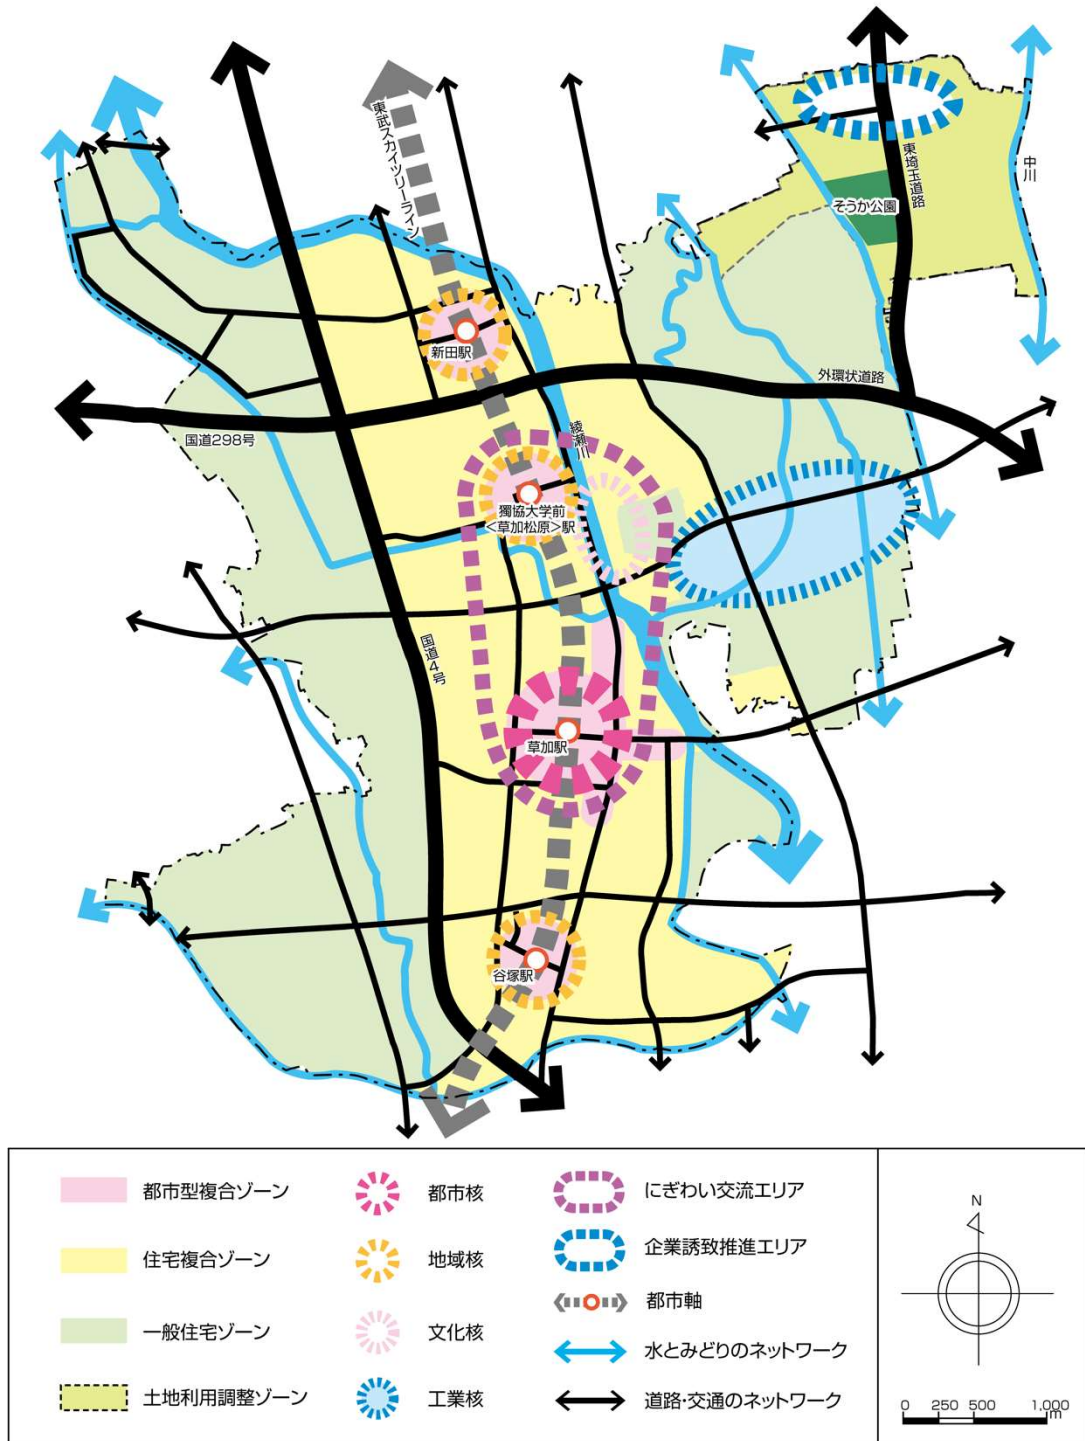 東武スカイツリーライン
東埼玉道路
中川
そうか公園
新田駅
外環状道路
国道298号
綾瀬川
獨協大学前
<草加松原>駅
国道4号
草加駅
谷塚駅
都市型複合ゾーン
都市核
にぎわい交流エリア
住宅複合ゾーン
地域核
企業誘致推進エリア
都市軸
一般住宅ゾーン
文化核
水とみどりのネットワーク
土地利用調整ゾーン
工業核
道路・交通のネットワーク
N
0 250 500 1,000
m